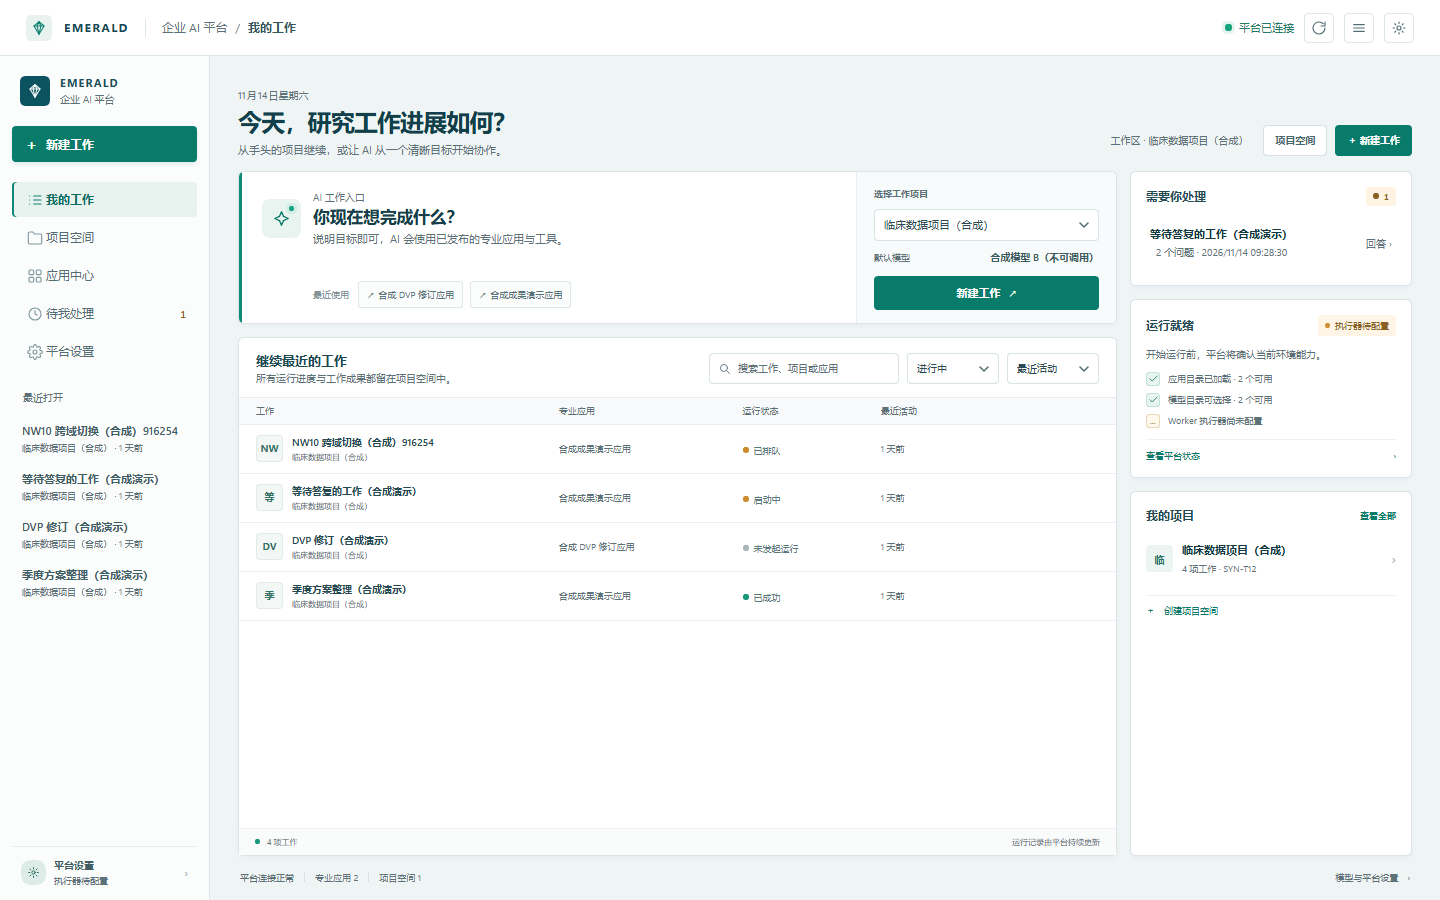 EMERALD
企业 AI 平台 / 我的工作
平台已连接
EMERALD
企业 AI 平台
+ 新建工作
我的工作
项目空间
应用中心
待我处理 1
平台设置
最近打开
NW10 跨域切换（合成）916254
临床数据项目（合成） · 1 天前
等待答复的工作（合成演示）
临床数据项目（合成） · 1 天前
DVP 修订（合成演示）
临床数据项目（合成） · 1 天前
季度方案整理（合成演示）
临床数据项目（合成） · 1 天前
平台设置
执行器待配置
11月14日星期六
今天，研究工作进展如何？
从手头的项目继续，或让 AI 从一个清晰目标开始协作。
工作区 · 临床数据项目（合成）
项目空间
+ 新建工作
AI 工作入口
你现在想完成什么？
说明目标即可，AI 会使用已发布的专业应用与工具。
最近使用
↗ 合成 DVP 修订应用
↗ 合成成果演示应用
选择工作项目
临床数据项目（合成）
默认模型 合成模型 B（不可调用）
新建工作 ↗
继续最近的工作
所有运行进度与工作成果都留在项目空间中。
搜索工作、项目或应用
进行中
最近活动
工作 专业应用 运行状态 最近活动
NW NW10 跨域切换（合成）916254
临床数据项目（合成）
合成成果演示应用 已排队 1 天前
等 等待答复的工作（合成演示）
临床数据项目（合成）
合成成果演示应用 启动中 1 天前
DV DVP 修订（合成演示）
临床数据项目（合成）
合成 DVP 修订应用 未发起运行 1 天前
季 季度方案整理（合成演示）
临床数据项目（合成）
合成成果演示应用 已成功 1 天前
4 项工作
运行记录由平台持续更新
需要你处理 1
等待答复的工作（合成演示）
2 个问题 · 2026/11/14 09:28:30
回答 ›
运行就绪 执行器待配置
开始运行前，平台将确认当前环境能力。
应用目录已加载 · 2 个可用
模型目录可选择 · 2 个可用
Worker 执行器尚未配置
查看平台状态 ›
我的项目 查看全部
临 临床数据项目（合成）
4 项工作 · SYN-T12
+ 创建项目空间
平台连接正常 专业应用 2 项目空间 1
模型与平台设置 ›